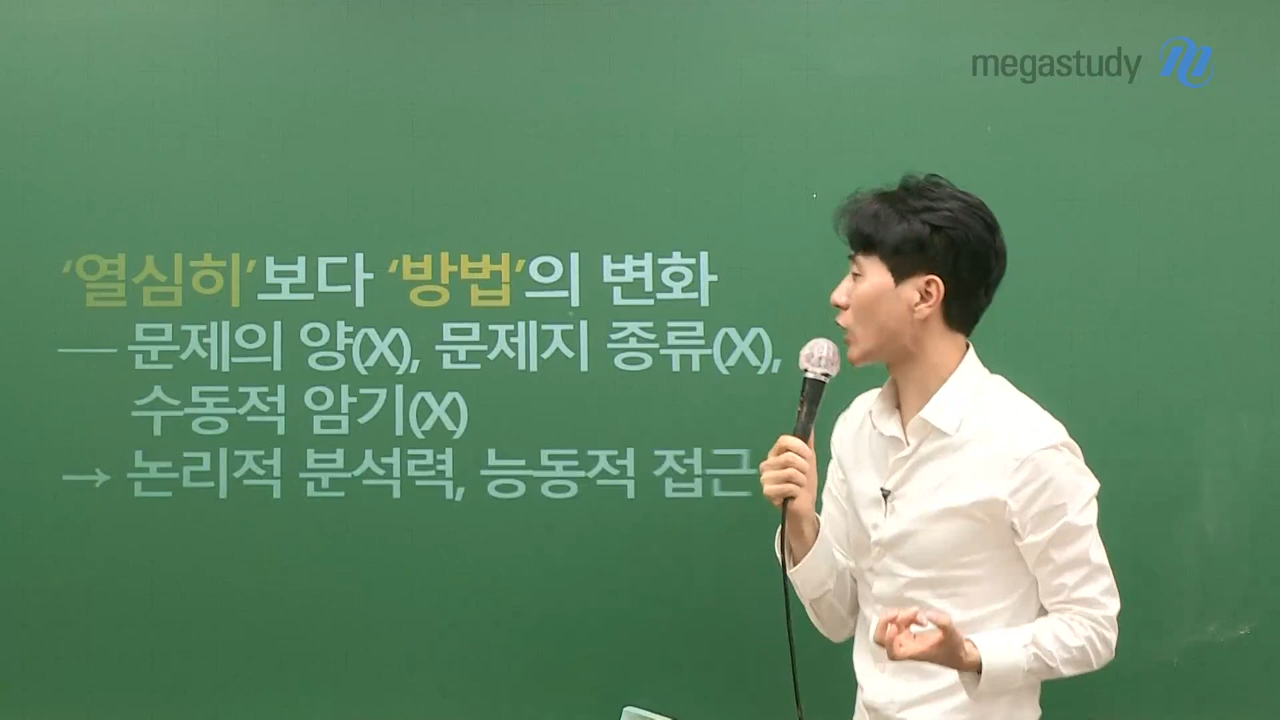 megastudy
‘열심히’보다 ‘방법’의 변화
— 문제의 양(X), 문제지 종류(X),
수동적 암기(X)
→ 논리적 분석력, 능동적 접근